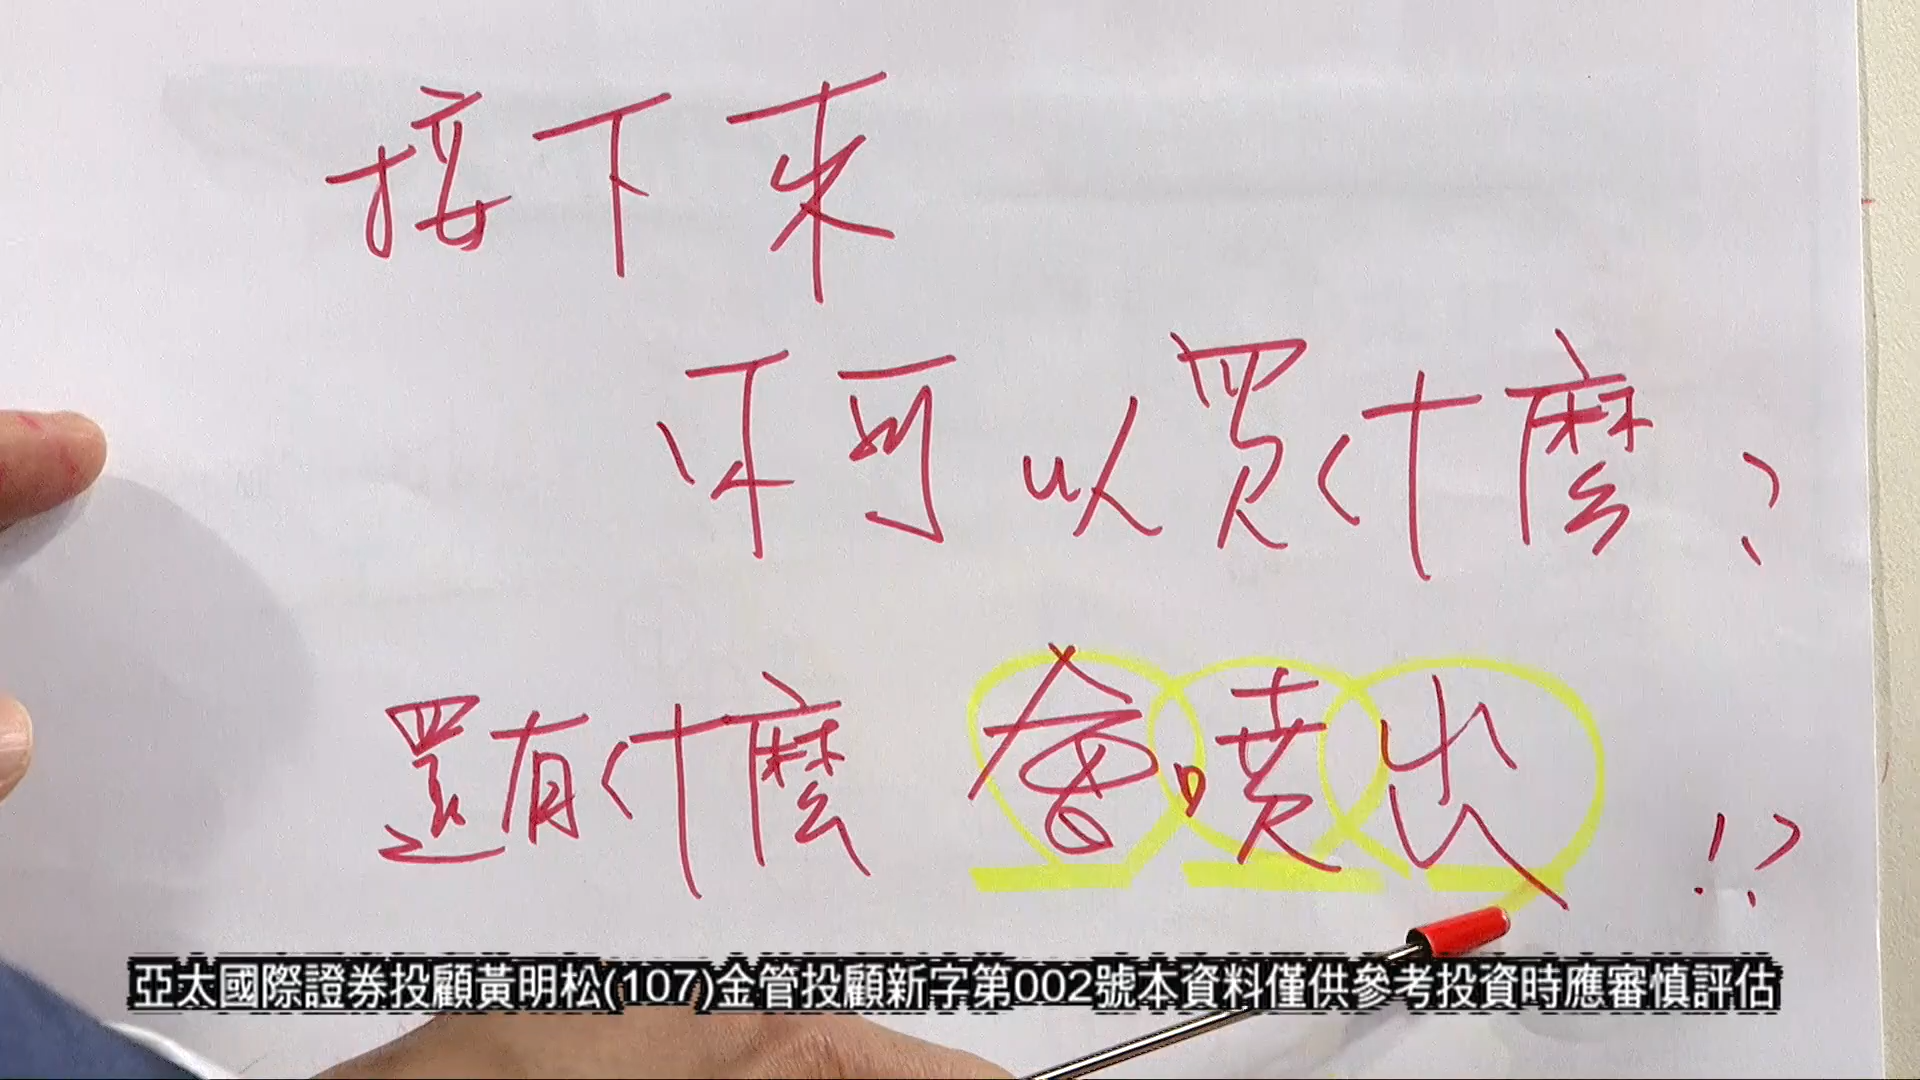 接下來
還可以買什麼?
還有什麼 會噴出 !?
亞太國際證券投顧黃明松(107)金管投顧新字第002號本資料僅供參考投資時應審慎評估